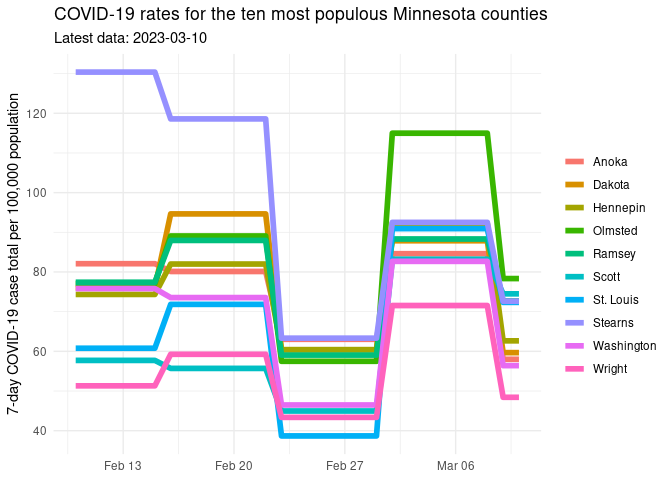 COVID-19 rates for the ten most populous Minnesota counties
Latest data: 2023-03-10
7-day COVID-19 case total per 100,000 population
120
100
80
60
40
Feb 13
Feb 20
Feb 27
Mar 06
Anoka
Dakota
Hennepin
Olmsted
Ramsey
Scott
St. Louis
Stearns
Washington
Wright